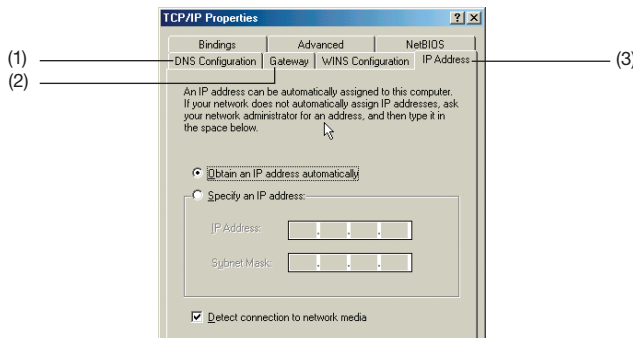 TCP/IP Properties
Bindings Advanced NetBIOS
(1) DNS Configuration Gateway WINS Configuration IP Address (3)
(2)
An IP address can be automatically assigned to this computer.
If your network does not automatically assign IP addresses, ask
your network administrator for an address, and then type it in
the space below.
Obtain an IP address automatically
Specify an IP address:
IP Address:
Subnet Mask:
Detect connection to network media